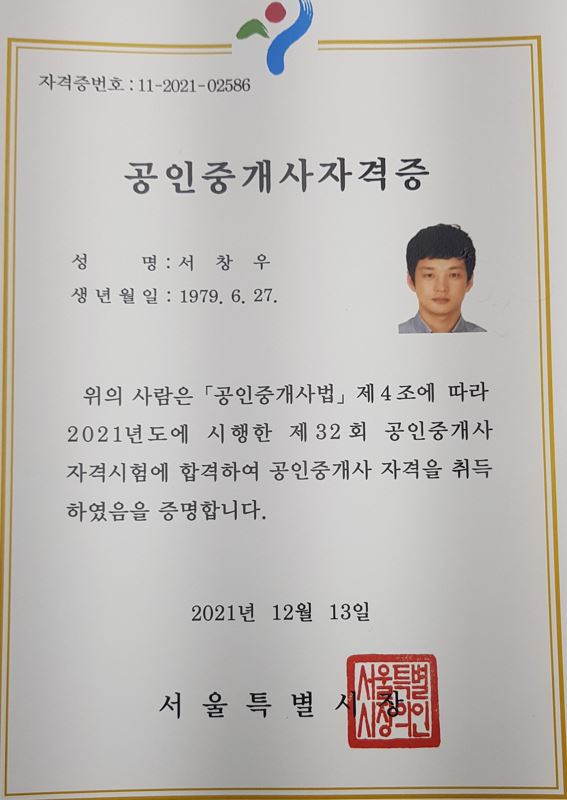 자격증번호 : 11-2021-02586
공인중개사자격증
성 명 : 서 창 우
생년월일 : 1979. 6. 27.
위의 사람은 「공인중개사법」 제4조에 따라
2021년도에 시행한 제32회 공인중개사
자격시험에 합격하여 공인중개사 자격을 취득
하였음을 증명합니다.
2021년 12월 13일
서울특별시장
서울특별
시장의인